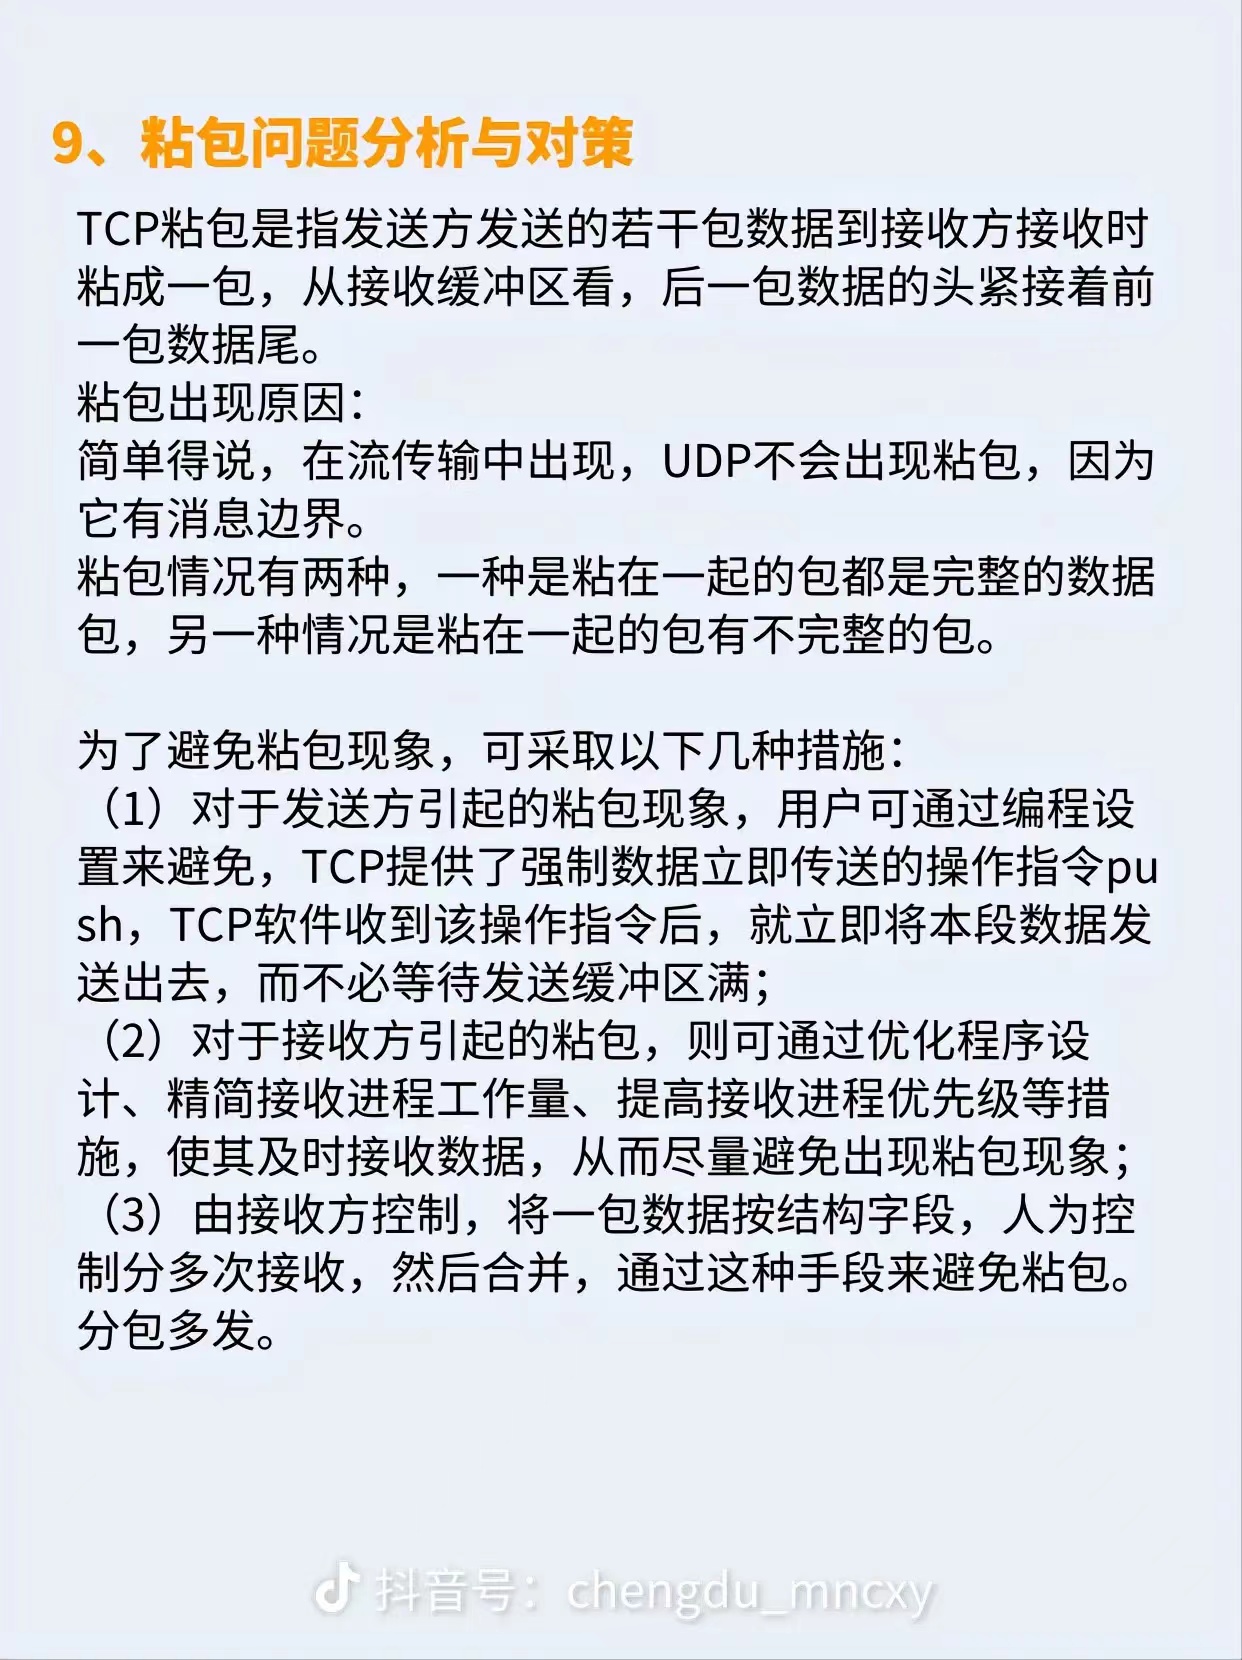 9、粘包问题分析与对策
TCP粘包是指发送方发送的若干包数据到接收方接收时
粘成一包，从接收缓冲区看，后一包数据的头紧接着前
一包数据尾。
粘包出现原因：
简单得说，在流传输中出现，UDP不会出现粘包，因为
它有消息边界。
粘包情况有两种，一种是粘在一起的包都是完整的数据
包，另一种情况是粘在一起的包有不完整的包。
为了避免粘包现象，可采取以下几种措施：
（1）对于发送方引起的粘包现象，用户可通过编程设
置来避免，TCP提供了强制数据立即传送的操作指令pu
sh，TCP软件收到该操作指令后，就立即将本段数据发
送出去，而不必等待发送缓冲区满；
（2）对于接收方引起的粘包，则可通过优化程序设
计、精简接收进程工作量、提高接收进程优先级等措
施，使其及时接收数据，从而尽量避免出现粘包现象；
（3）由接收方控制，将一包数据按结构字段，人为控
制分多次接收，然后合并，通过这种手段来避免粘包。
分包多发。
抖音号：chengdu_mncxy